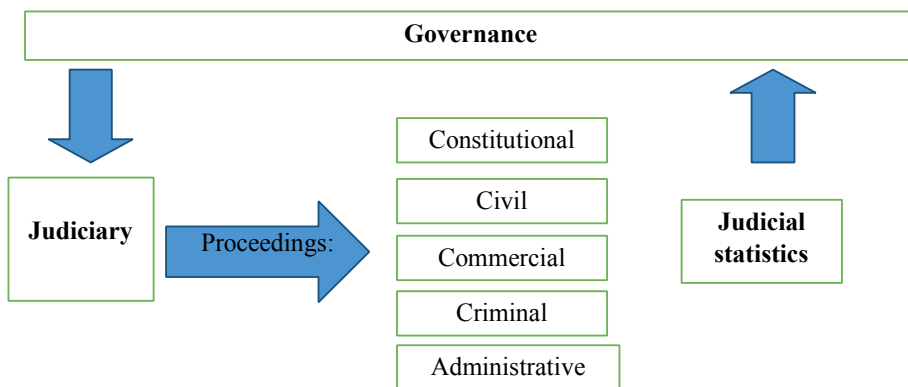 Governance
Judiciary
Proceedings:
Constitutional
Civil
Commercial
Criminal
Administrative
Judicial
statistics